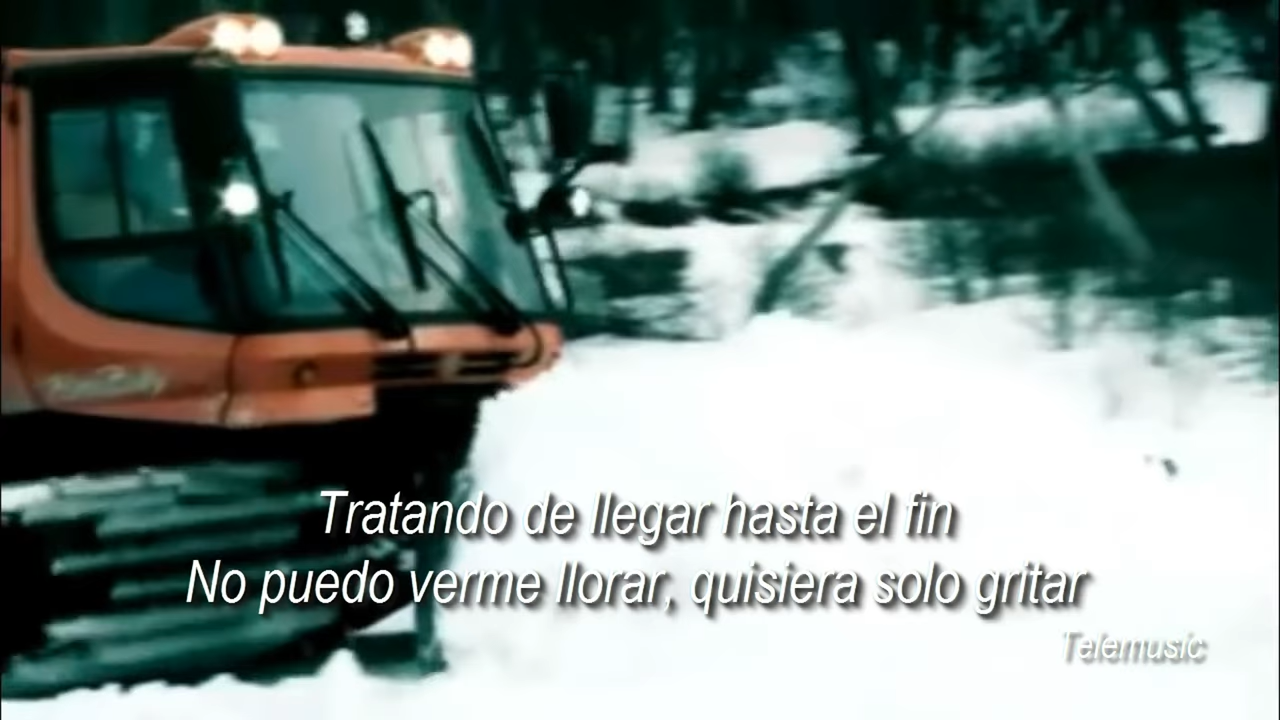 Tratando de llegar hasta el fin
No puedo verme llorar, quisiera solo gritar
Telemusic